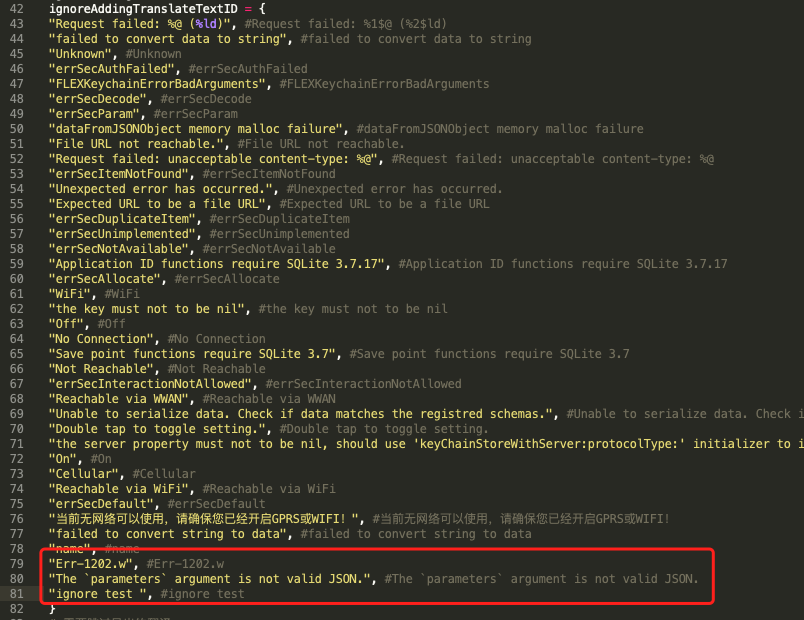 42 ignoreAddingTranslateTextID = {
43 "Request failed: %@ (%ld)", #Request failed: %1$@ (%2$ld)
44 "failed to convert data to string", #failed to convert data to string
45 "Unknown", #Unknown
46 "errSecAuthFailed", #errSecAuthFailed
47 "FLEXKeychainErrorBadArguments", #FLEXKeychainErrorBadArguments
48 "errSecDecode", #errSecDecode
49 "errSecParam", #errSecParam
50 "dataFromJSONObject memory malloc failure", #dataFromJSONObject memory malloc failure
51 "File URL not reachable.", #File URL not reachable.
52 "Request failed: unacceptable content-type: %@", #Request failed: unacceptable content-type: %@
53 "errSecItemNotFound", #errSecItemNotFound
54 "Unexpected error has occurred.", #Unexpected error has occurred.
55 "Expected URL to be a file URL", #Expected URL to be a file URL
56 "errSecDuplicateItem", #errSecDuplicateItem
57 "errSecUnimplemented", #errSecUnimplemented
58 "errSecNotAvailable", #errSecNotAvailable
59 "Application ID functions require SQLite 3.7.17", #Application ID functions require SQLite 3.7.17
60 "errSecAllocate", #errSecAllocate
61 "WiFi", #WiFi
62 "the key must not to be nil", #the key must not to be nil
63 "Off", #Off
64 "No Connection", #No Connection
65 "Save point functions require SQLite 3.7", #Save point functions require SQLite 3.7
66 "Not Reachable", #Not Reachable
67 "errSecInteractionNotAllowed", #errSecInteractionNotAllowed
68 "Reachable via WWAN", #Reachable via WWAN
69 "Unable to serialize data. Check if data matches the registred schemas.", #Unable to serialize data. Check i
70 "Double tap to toggle setting.", #Double tap to toggle setting.
71 "the server property must not to be nil, should use 'keyChainStoreWithServer:protocolType:' initializer to i
72 "On", #On
73 "Cellular", #Cellular
74 "Reachable via WiFi", #Reachable via WiFi
75 "errSecDefault", #errSecDefault
76 "当前无网络可以使用，请确保您已经开启GPRS或WIFI！", #当前无网络可以使用，请确保您已经开启GPRS或WIFI！
77 "failed to convert string to data", #failed to convert string to data
78 "name", #name
79 "Err-1202.w", #Err-1202.w
80 "The `parameters` argument is not valid JSON.", #The `parameters` argument is not valid JSON.
81 "ignore test ", #ignore test
82 }